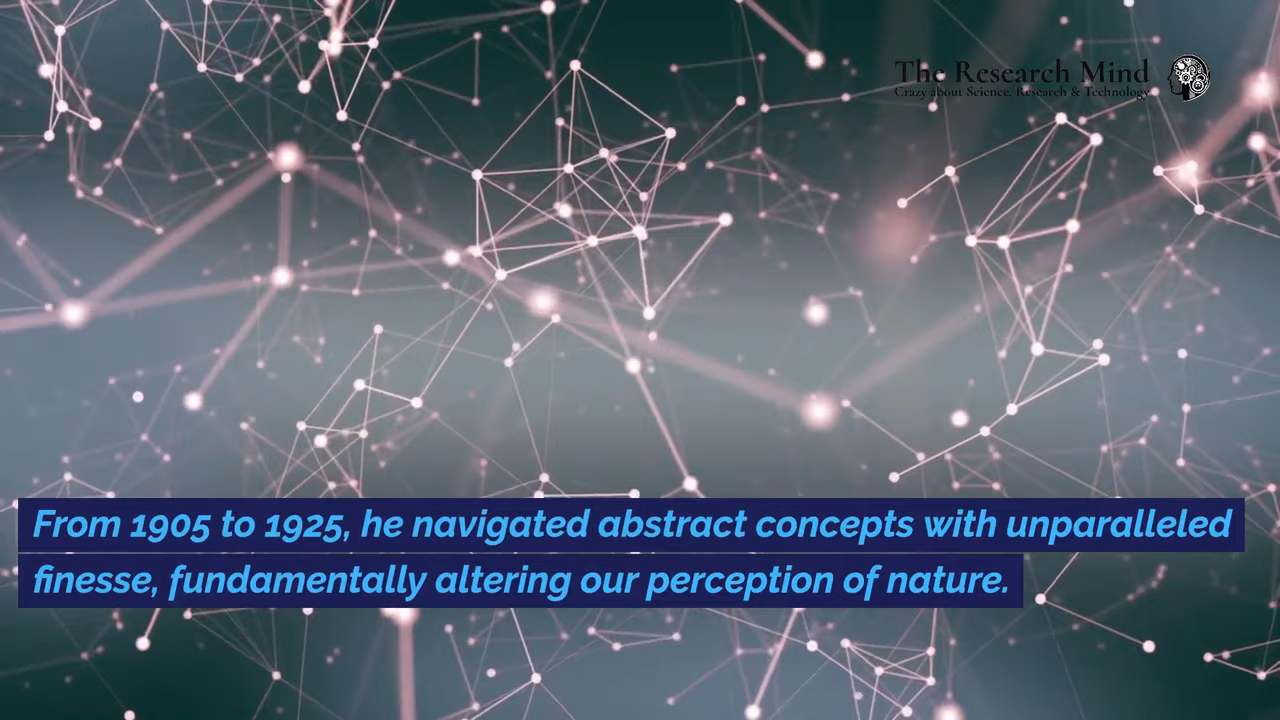 The Research Mind
Crazy about Science, Research & Technology
From 1905 to 1925, he navigated abstract concepts with unparalleled
finesse, fundamentally altering our perception of nature.